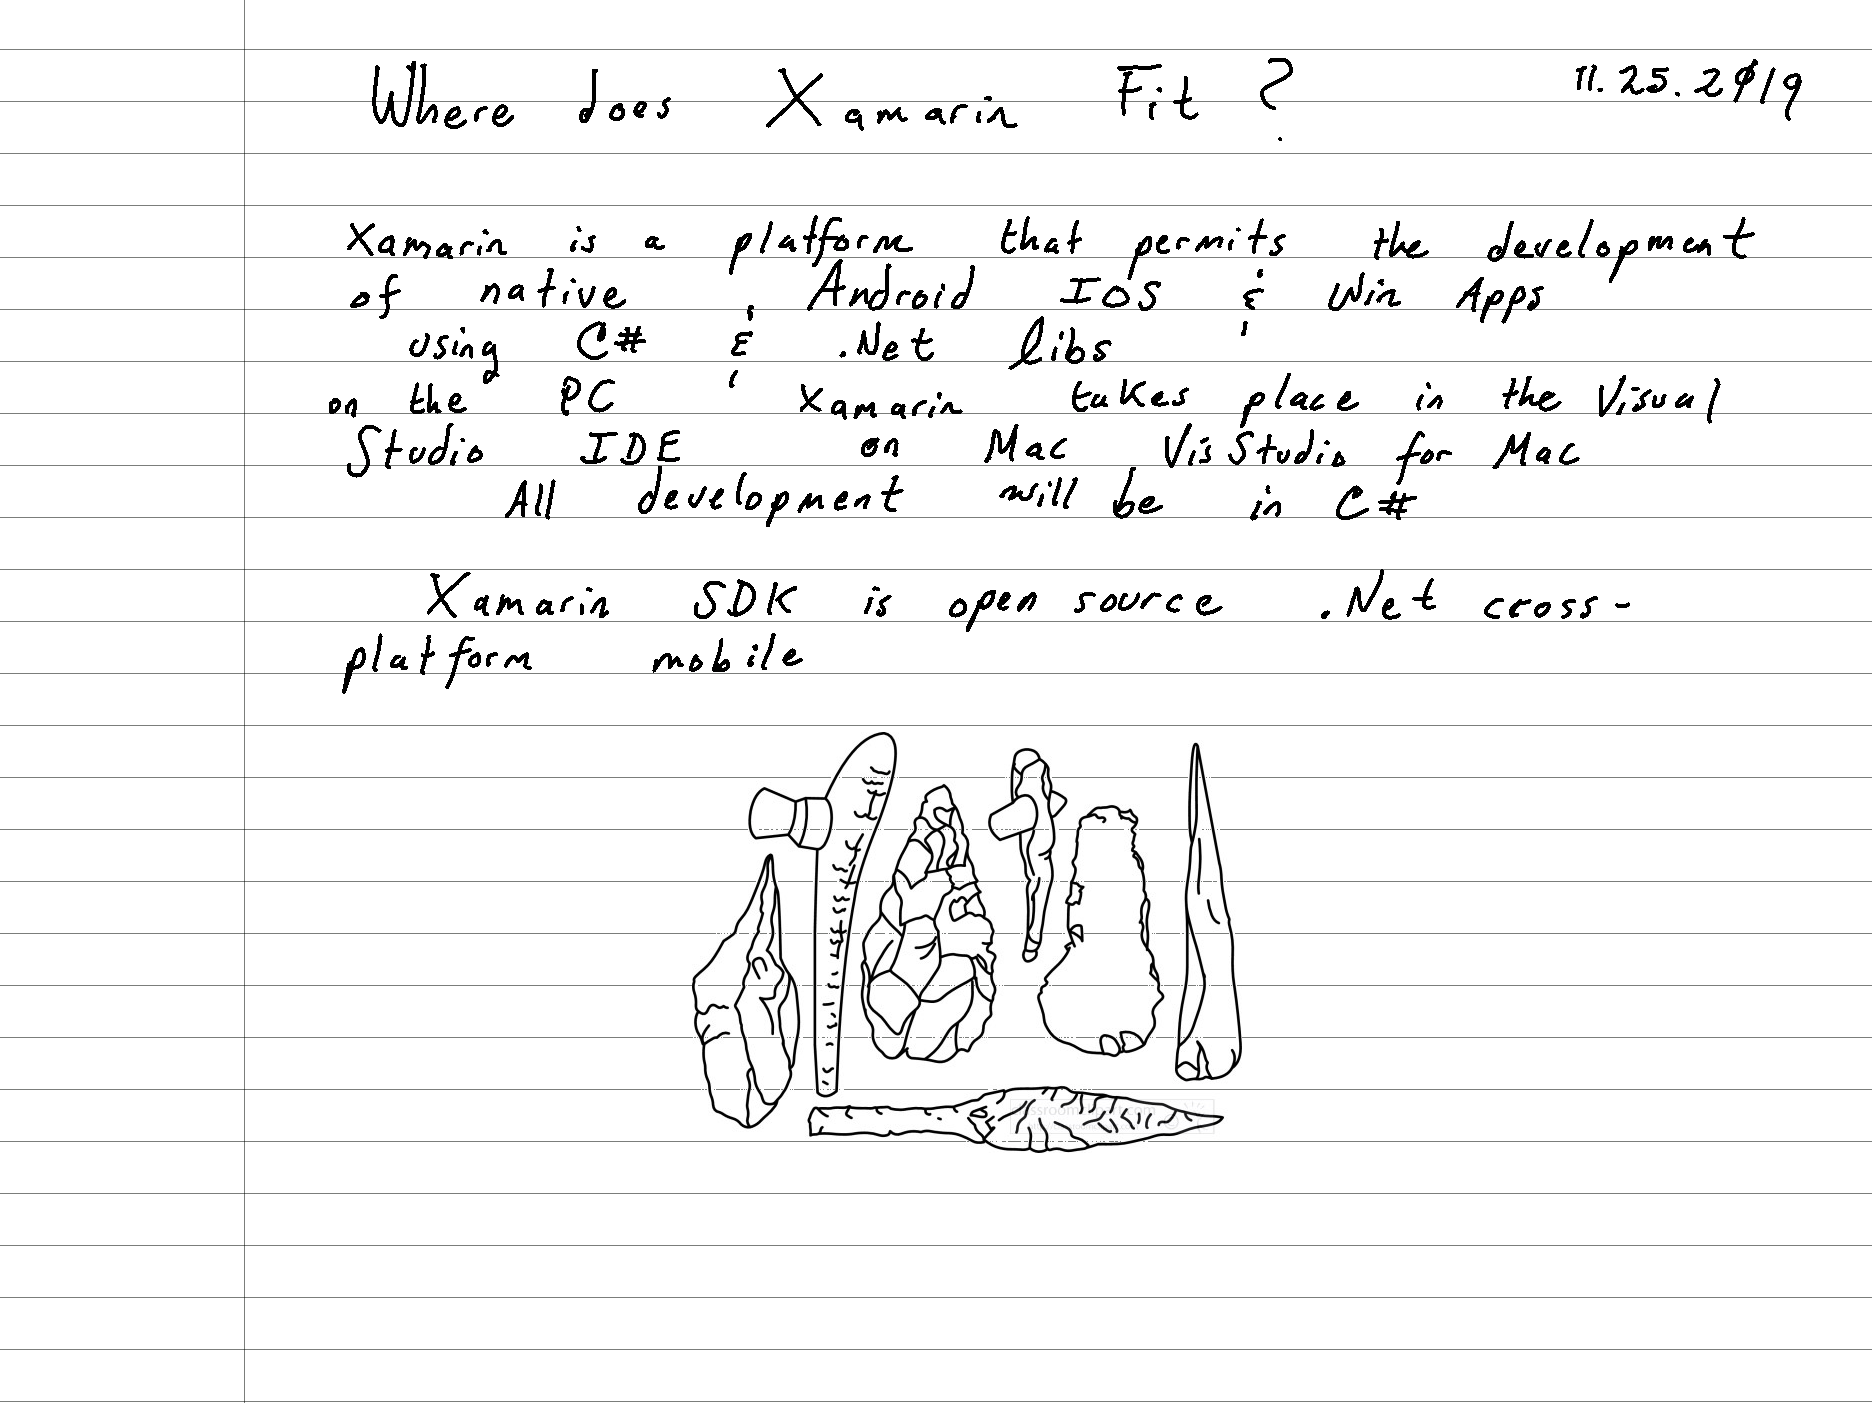 Where does Xamarin Fit ? 11.25.2019
Xamarin is a platform that permits the development
of native Android IOS & Win Apps
using C# & .Net libs
on the PC Xamarin takes place in the Visual
Studio IDE on Mac Vis Studio for Mac
All development will be in C#
Xamarin SDK is open source .Net cross-
platform mobile